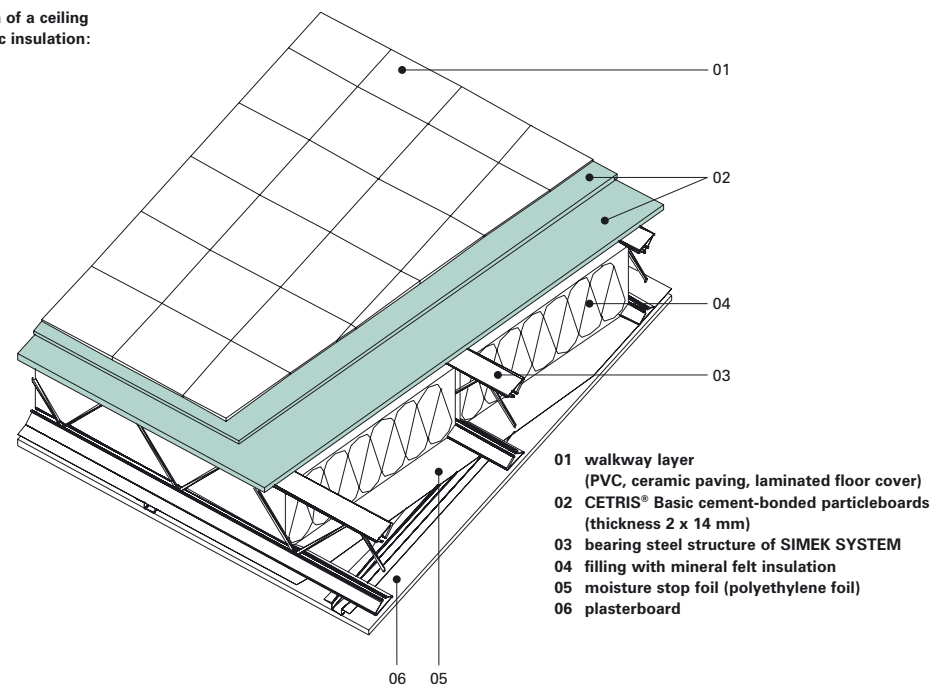 of a ceiling
insulation:
01
02
04
03
01 walkway layer
(PVC, ceramic paving, laminated floor cover)
02 CETRIS® Basic cement-bonded particleboards
(thickness 2 x 14 mm)
03 bearing steel structure of SIMEK SYSTEM
04 filling with mineral felt insulation
05 moisture stop foil (polyethylene foil)
06 plasterboard
06 05